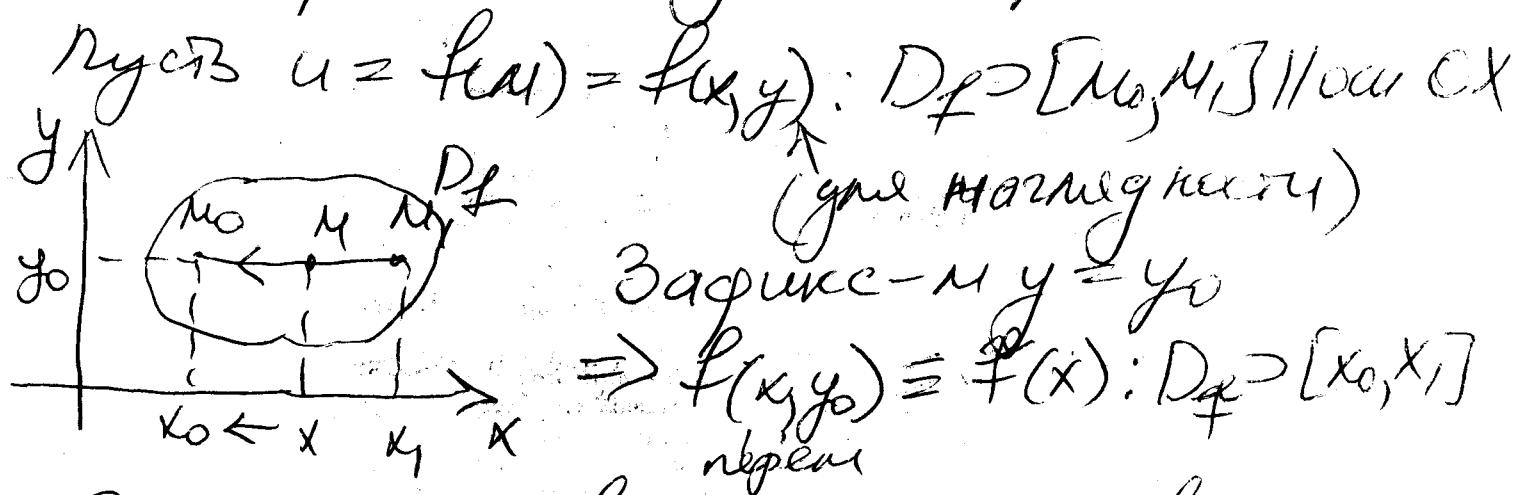 Пусть u = f(M) = f(x,y) : D_f ⊃ [M₀,M₁] || оси OX
(для наглядности)
y
D_f
M₀ M M₁
y₀
x₀ ← x x₁ x
Зафикс-м y = y₀
=> f(x,y₀) ≡ f̃(x) : D_f̃ ⊃ [x₀,x₁]
перем